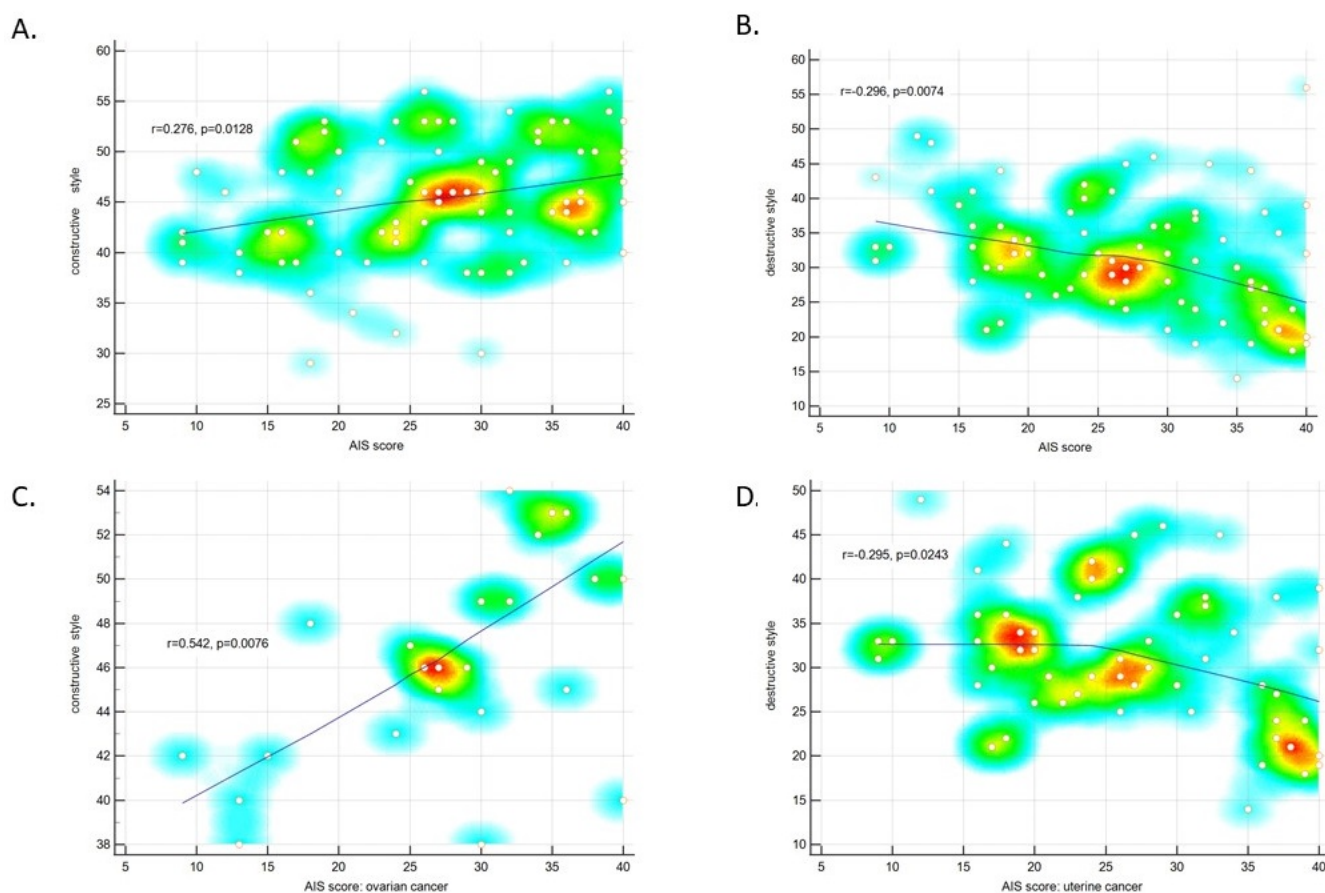 A.
60
55
50
45
40
35
30
25
r=0.276, p=0.0128
constructive style
5 10 15 20 25 30 35 40
AIS score
B.
60
55
50
45
40
35
30
25
20
15
10
r=-0.296, p=0.0074
destructive style
5 10 15 20 25 30 35 40
AIS score
C.
54
52
50
48
46
44
42
40
38
r=0.542, p=0.0076
constructive style
5 10 15 20 25 30 35 40
AIS score: ovarian cancer
D.
50
45
40
35
30
25
20
15
10
r=-0.295, p=0.0243
destructive style
5 10 15 20 25 30 35 40
AIS score: uterine cancer